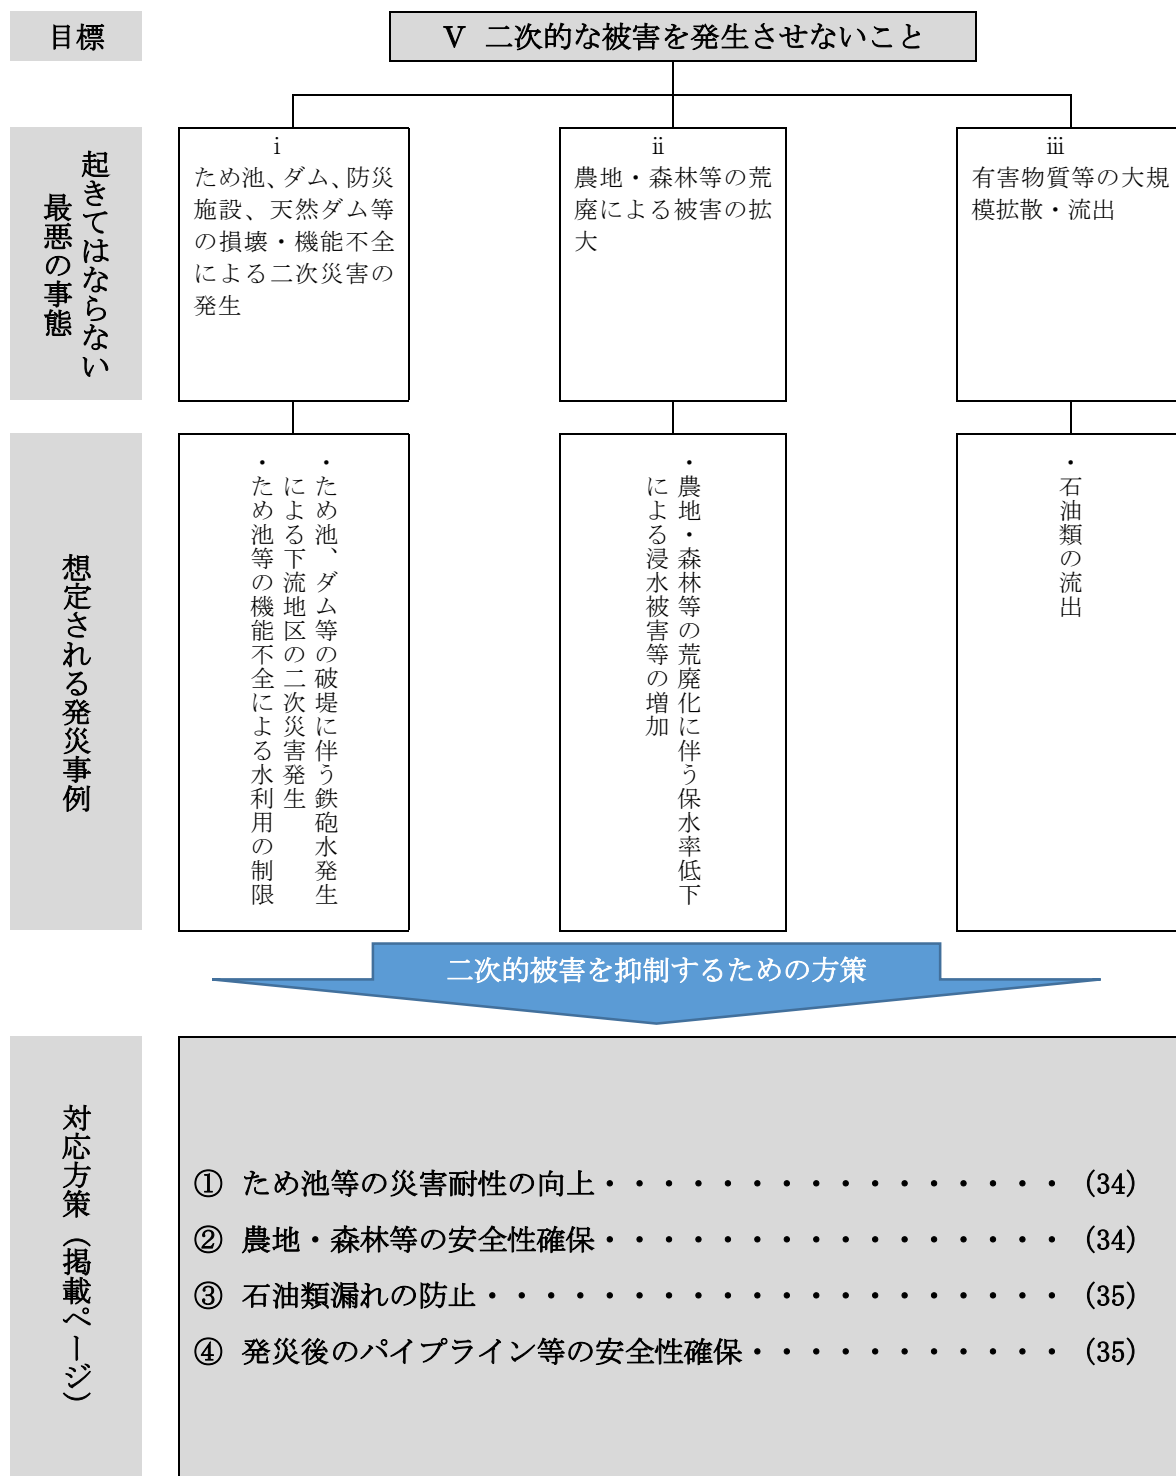 目標
Ⅴ 二次的な被害を発生させないこと
起きてはならない
最悪の事態
ⅰ
ため池、ダム、防災
施設、天然ダム等
の損壊・機能不全
による二次災害の
発生
ⅱ
農地・森林等の荒
廃による被害の拡
大
ⅲ
有害物質等の大規
模拡散・流出
想定される発災事例
・ため池、ダム等の破堤に伴う鉄砲水発生
による下流地区の二次災害発生
・ため池等の機能不全による水利用の制限
・農地・森林等の荒廃化に伴う保水率低下
による浸水被害等の増加
・石油類の流出
二次的被害を抑制するための方策
対応方策（掲載ページ）
① ため池等の災害耐性の向上・・・・・・・・・・・・・・・・（34）
② 農地・森林等の安全性確保・・・・・・・・・・・・・・・・（34）
③ 石油類漏れの防止・・・・・・・・・・・・・・・・・・・・（35）
④ 発災後のパイプライン等の安全性確保・・・・・・・・・・・（35）